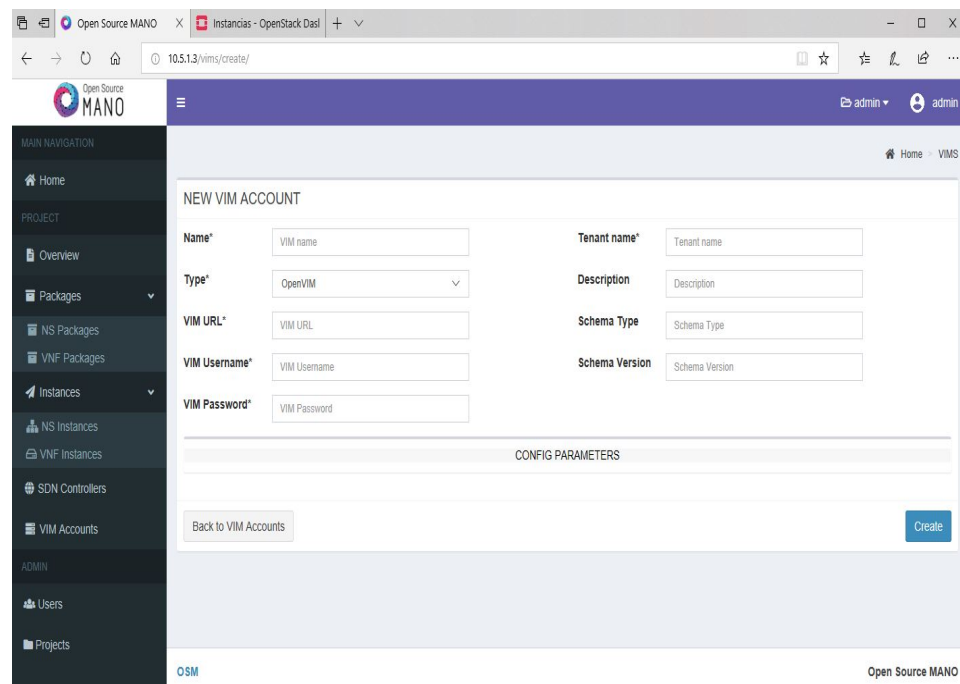 Open Source MANO
Instancias - OpenStack Dasl
10.5.1.3/vims/create/
Open Source
MANO
admin
admin
MAIN NAVIGATION
Home > VIMS
Home
NEW VIM ACCOUNT
PROJECT
Name*
VIM name
Tenant name*
Tenant name
Overview
Type*
OpenVIM
Description
Description
Packages
VIM URL*
VIM URL
Schema Type
Schema Type
NS Packages
VNF Packages
VIM Username*
VIM Username
Schema Version
Schema Version
Instances
VIM Password*
VIM Password
NS Instances
VNF Instances
CONFIG PARAMETERS
SDN Controllers
VIM Accounts
Back to VIM Accounts
Create
ADMIN
Users
Projects
OSM
Open Source MANO